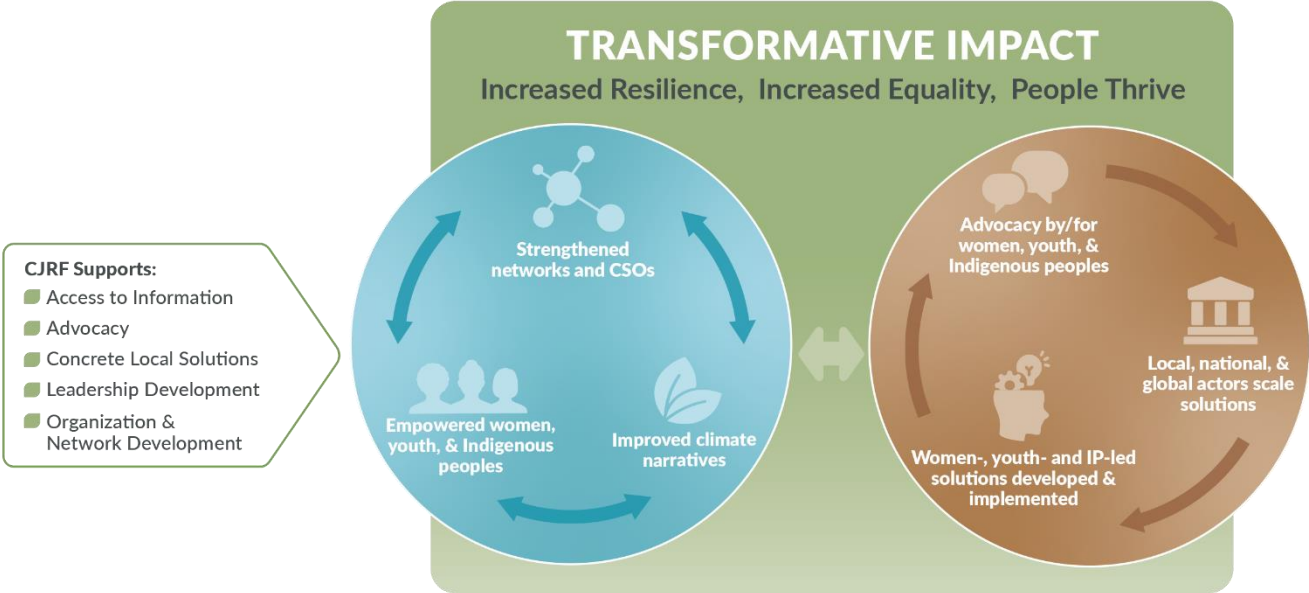 TRANSFORMATIVE IMPACT
Increased Resilience, Increased Equality, People Thrive
CJRF Supports:
Access to Information
Advocacy
Concrete Local Solutions
Leadership Development
Organization &
Network Development
Strengthened
networks and CSOs
Empowered women,
youth, & Indigenous
peoples
Improved climate
narratives
Advocacy by/for
women, youth, &
Indigenous peoples
Local, national, &
global actors scale
solutions
Women-, youth- and IP-led
solutions developed &
implemented